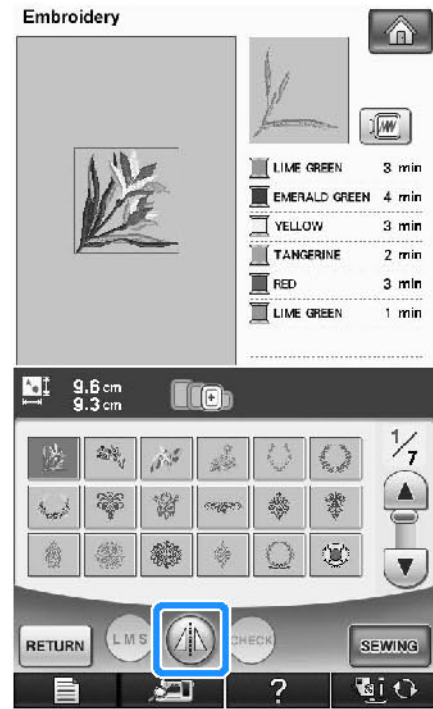 Embroidery
LIME GREEN 3 min
EMERALD GREEN 4 min
YELLOW 3 min
TANGERINE 2 min
RED 3 min
LIME GREEN 1 min
9.6 cm
9.3 cm
1/7
RETURN
L M S
CHECK
SEWING
?